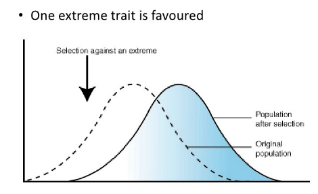 • One extreme trait is favoured
Selection against an extreme
Population
after selection
Original
population